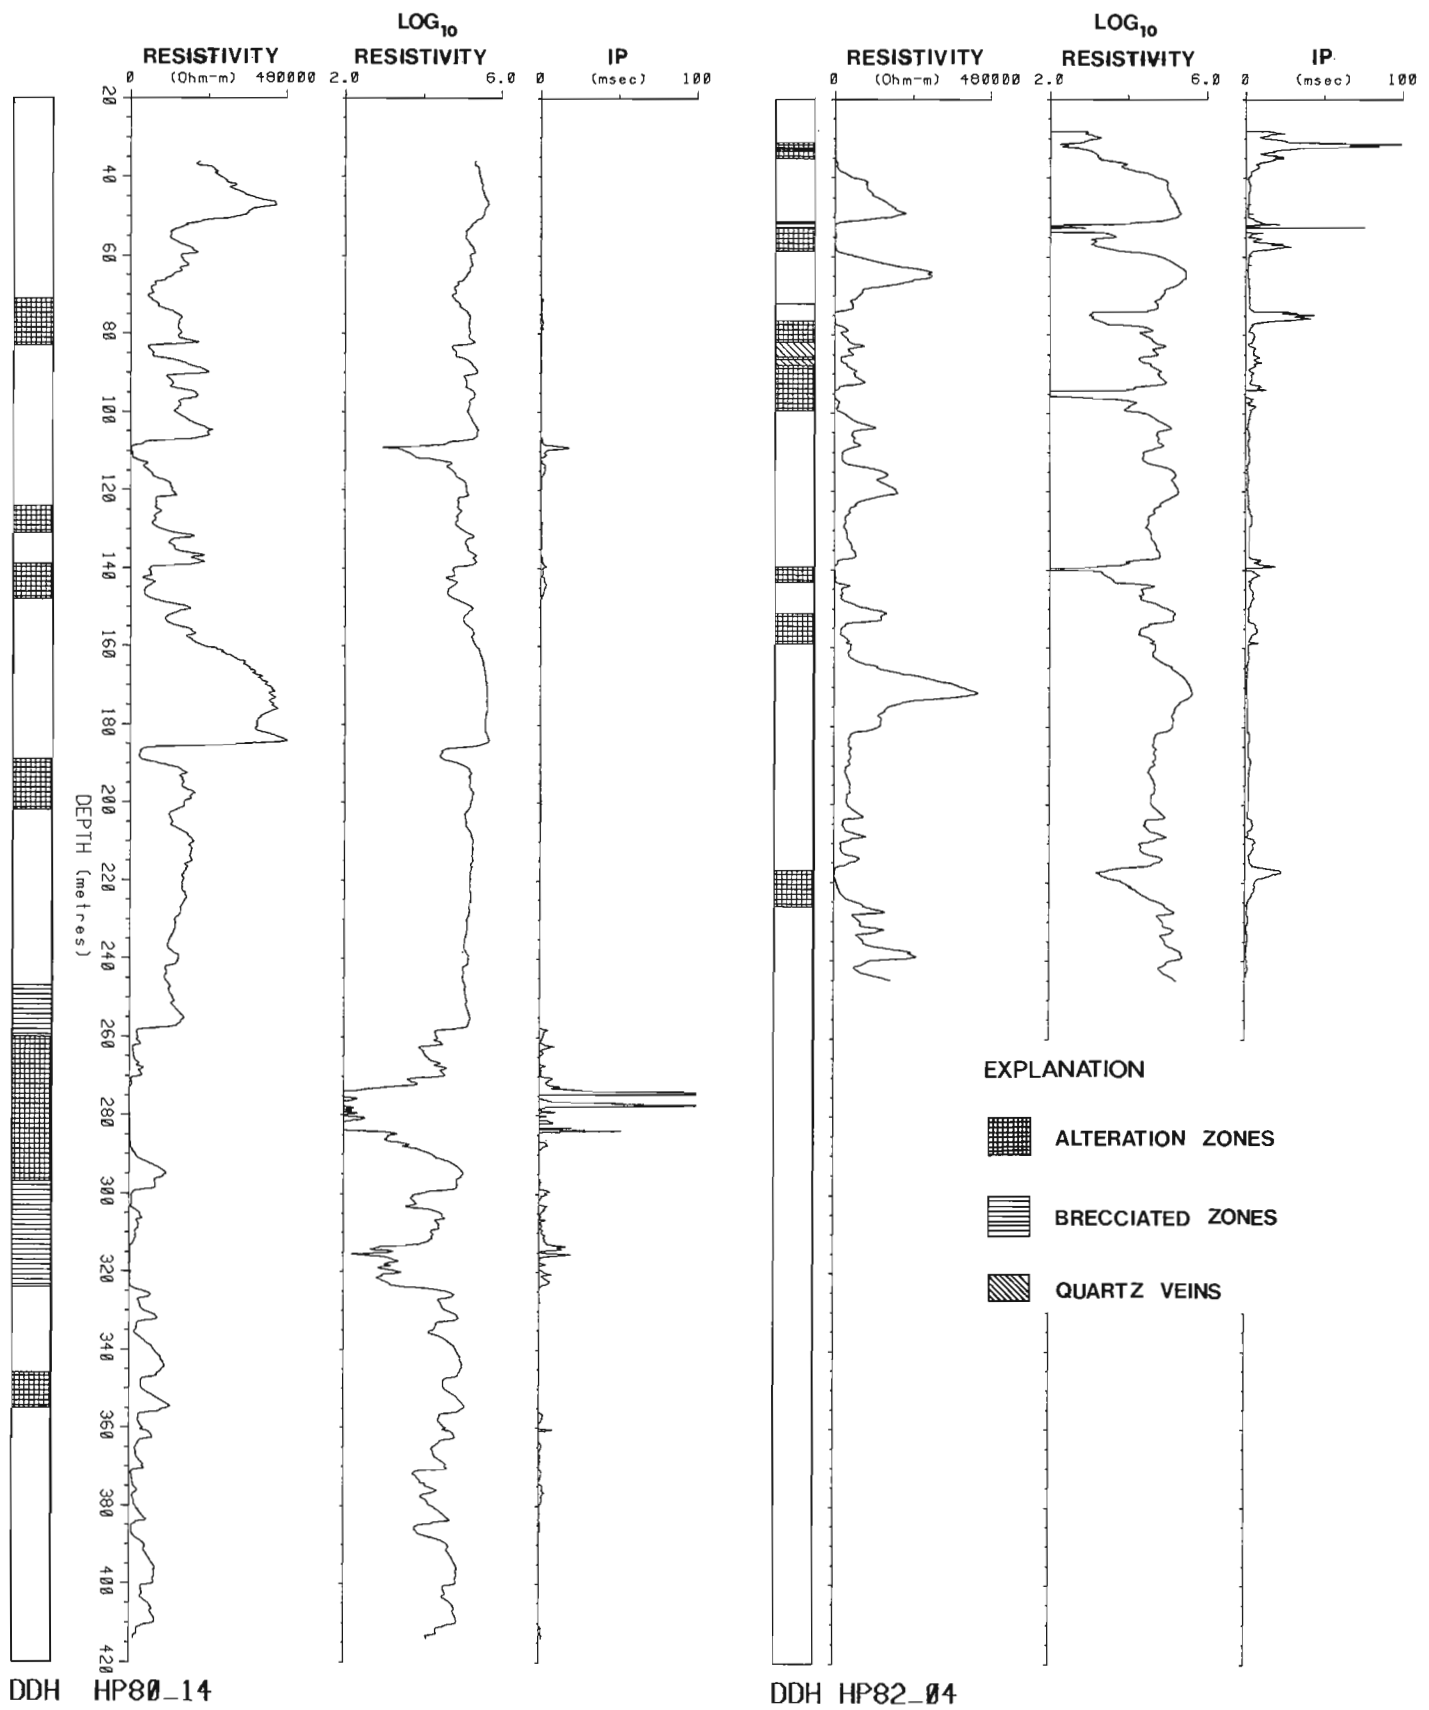 LOG10
RESISTIVITY RESISTIVITY IP
(Ohm-m) (msec)
0 480000 2.0 6.0 0 100
LOG10
RESISTIVITY RESISTIVITY IP
(Ohm-m) (msec)
0 480000 2.0 6.0 0 100
20
40
60
80
100
120
140
160
180
200
220
240
260
280
300
320
340
360
380
400
420
DEPTH (metres)
EXPLANATION
ALTERATION ZONES
BRECCIATED ZONES
QUARTZ VEINS
DDH HP80_14
DDH HP82_04